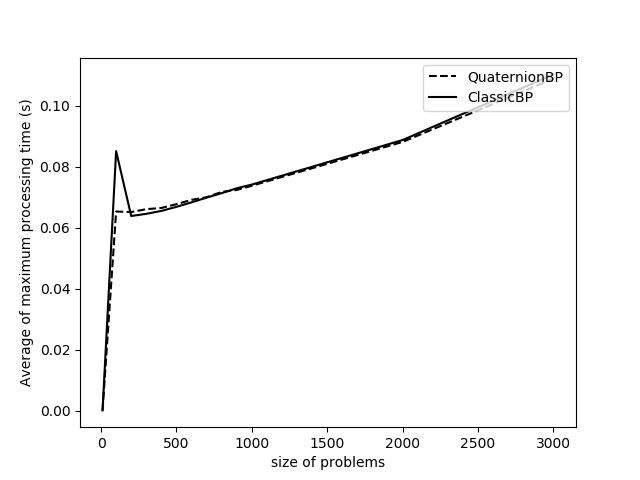 QuaternionBP
ClassicBP
0.10
0.08
0.06
0.04
0.02
0.00
Average of maximum processing time (s)
0 500 1000 1500 2000 2500 3000
size of problems